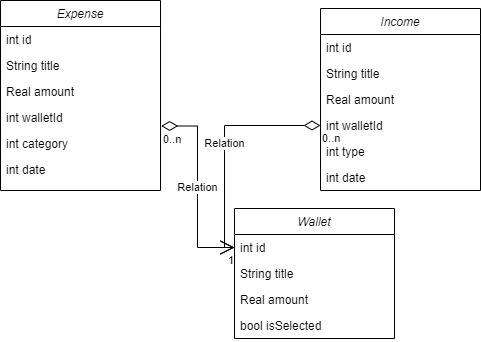 Expense
int id
String title
Real amount
int walletId
int category
int date
0..n
Relation
Income
int id
String title
Real amount
int walletId
0..n
int type
int date
Relation
Wallet
1
int id
String title
Real amount
bool isSelected